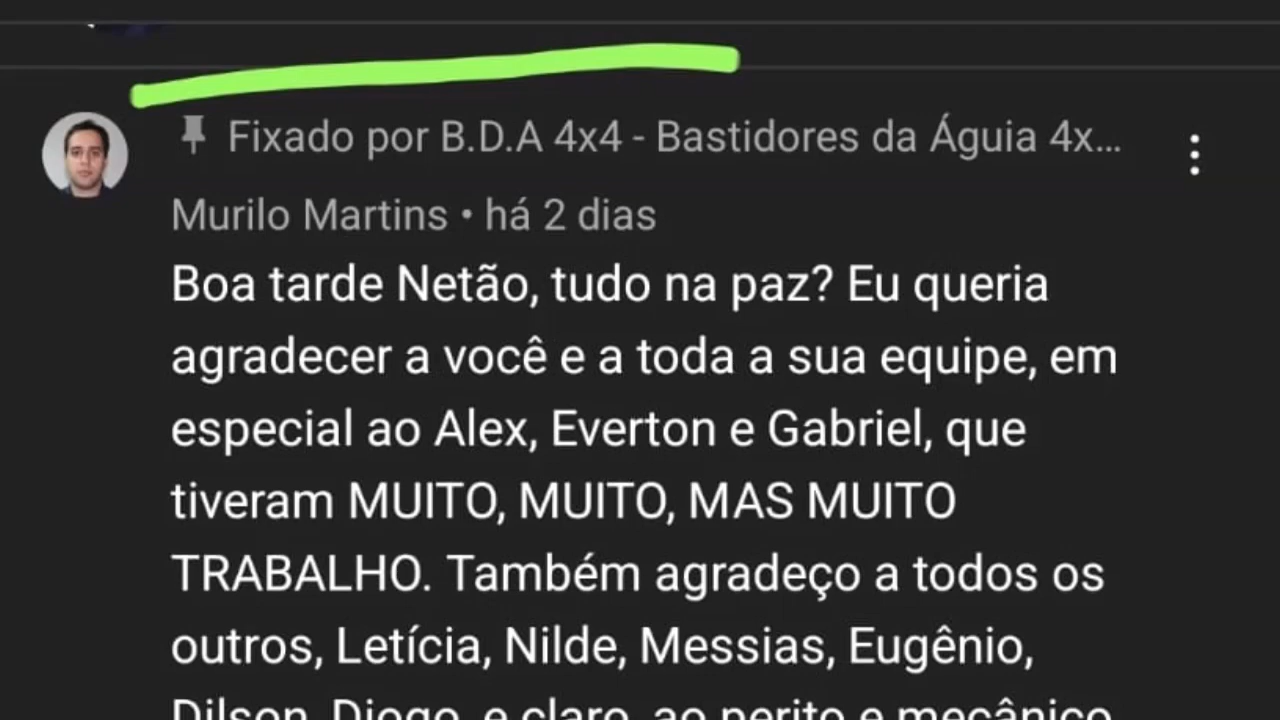 Fixado por B.D.A 4x4 - Bastidores da Águia 4x...
Murilo Martins • há 2 dias
Boa tarde Netão, tudo na paz? Eu queria
agradecer a você e a toda a sua equipe, em
especial ao Alex, Everton e Gabriel, que
tiveram MUITO, MUITO, MAS MUITO
TRABALHO. Também agradeço a todos os
outros, Letícia, Nilde, Messias, Eugênio,
Dilson, Diogo, e claro, ao perito e mecânico